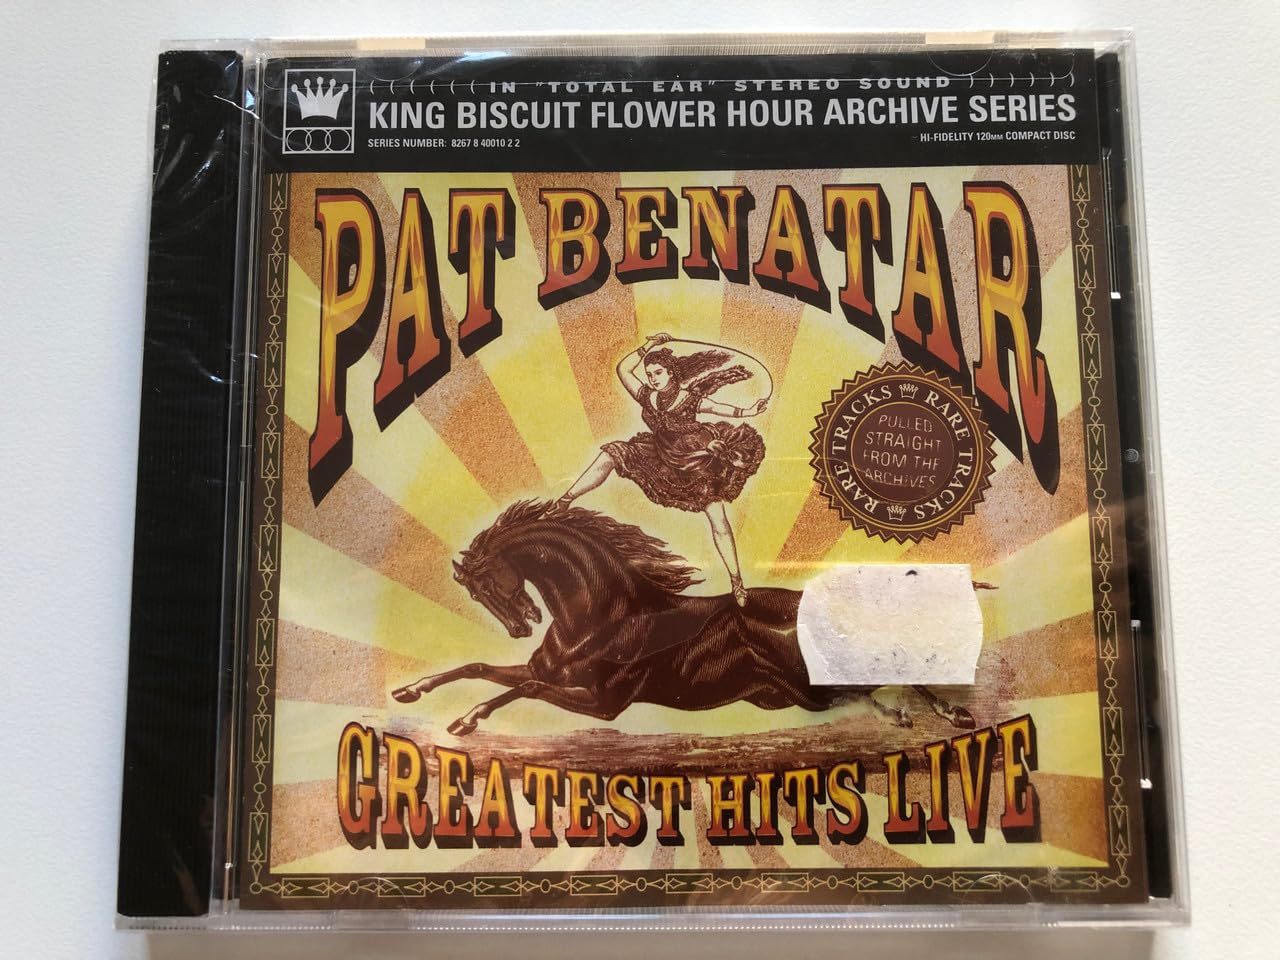 IN "TOTAL EAR" STEREO SOUND
KING BISCUIT FLOWER HOUR ARCHIVE SERIES
SERIES NUMBER: 8267 8 40010 2 2
HI-FIDELITY 120MM COMPACT DISC
PAT BENATAR
RARE TRACKS RARE TRACKS
PULLED
STRAIGHT
FROM THE
ARCHIVES
GREATEST HITS LIVE